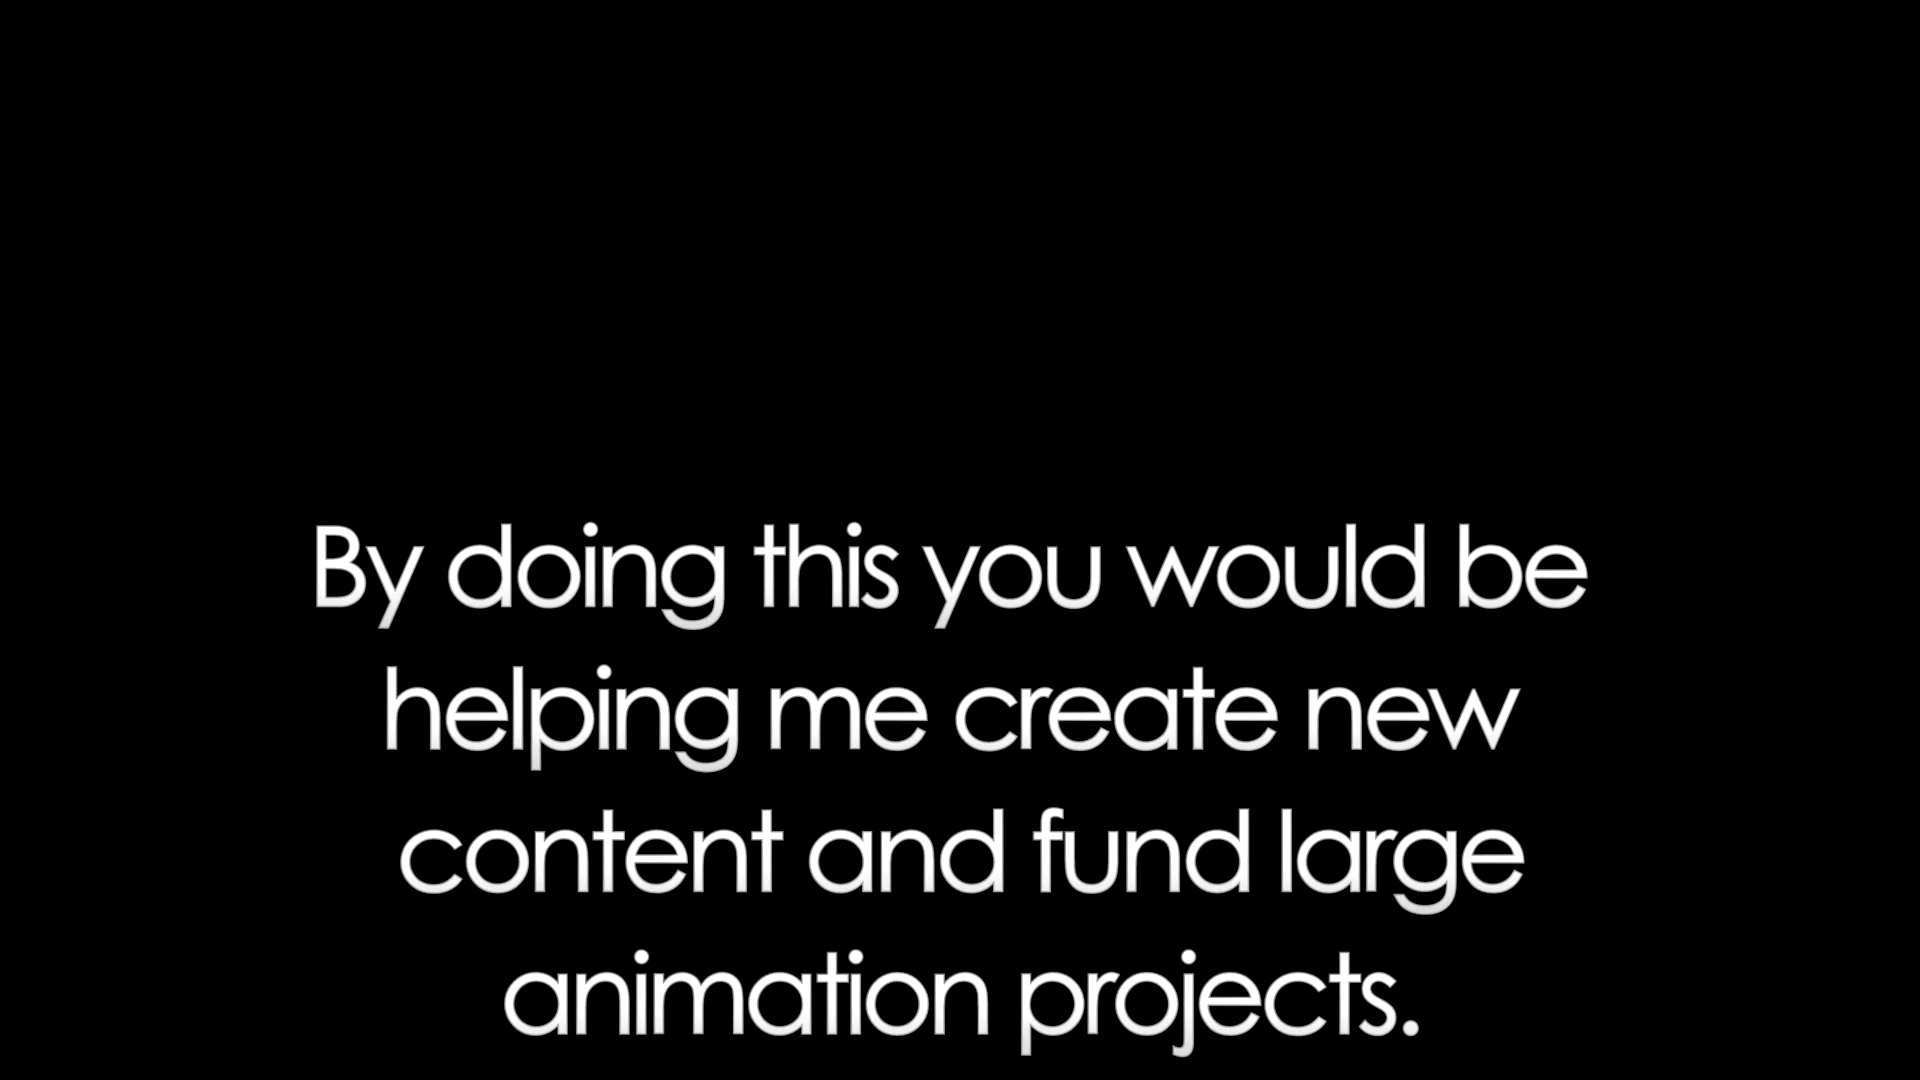 By doing this you would be
helping me create new
content and fund large
animation projects.